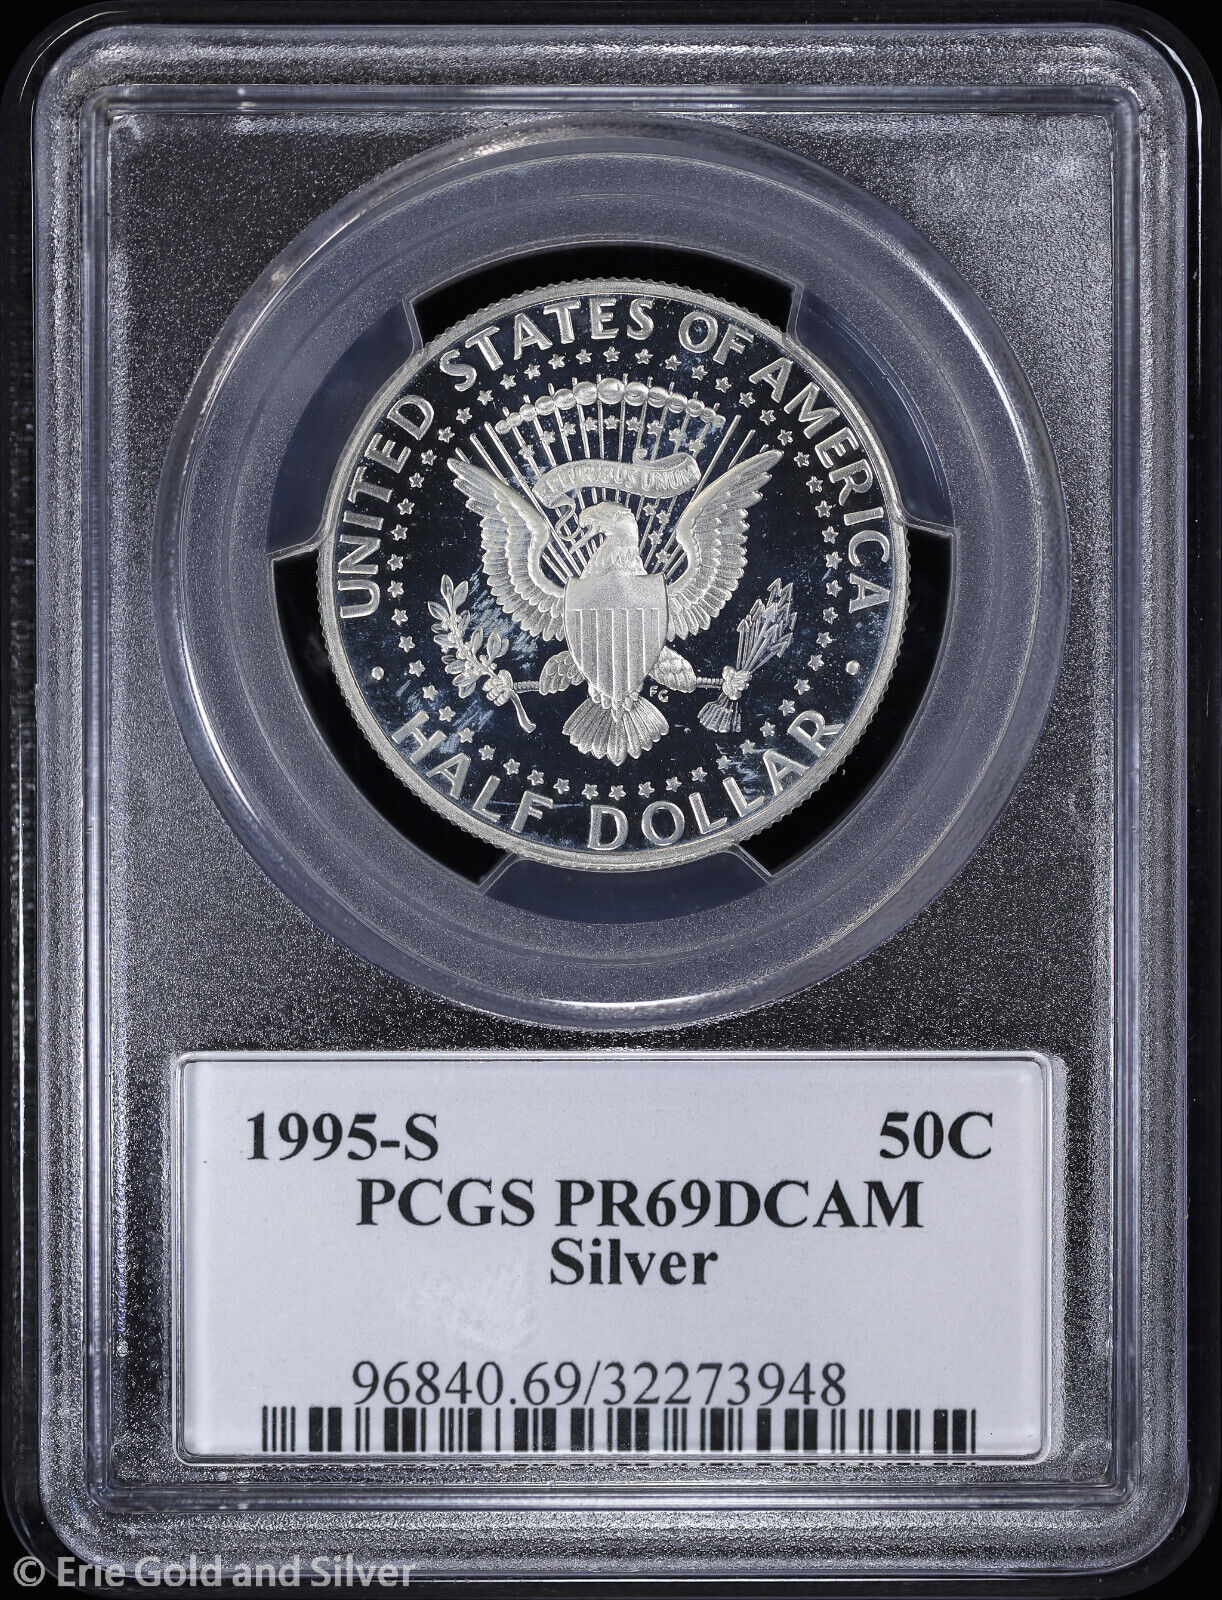 UNITED STATES OF AMERICA
PLURIBUS UNUM
FG
HALF DOLLAR
1995-S 50C
PCGS PR69DCAM
Silver
96840.69/32273948
© Erie Gold and Silver